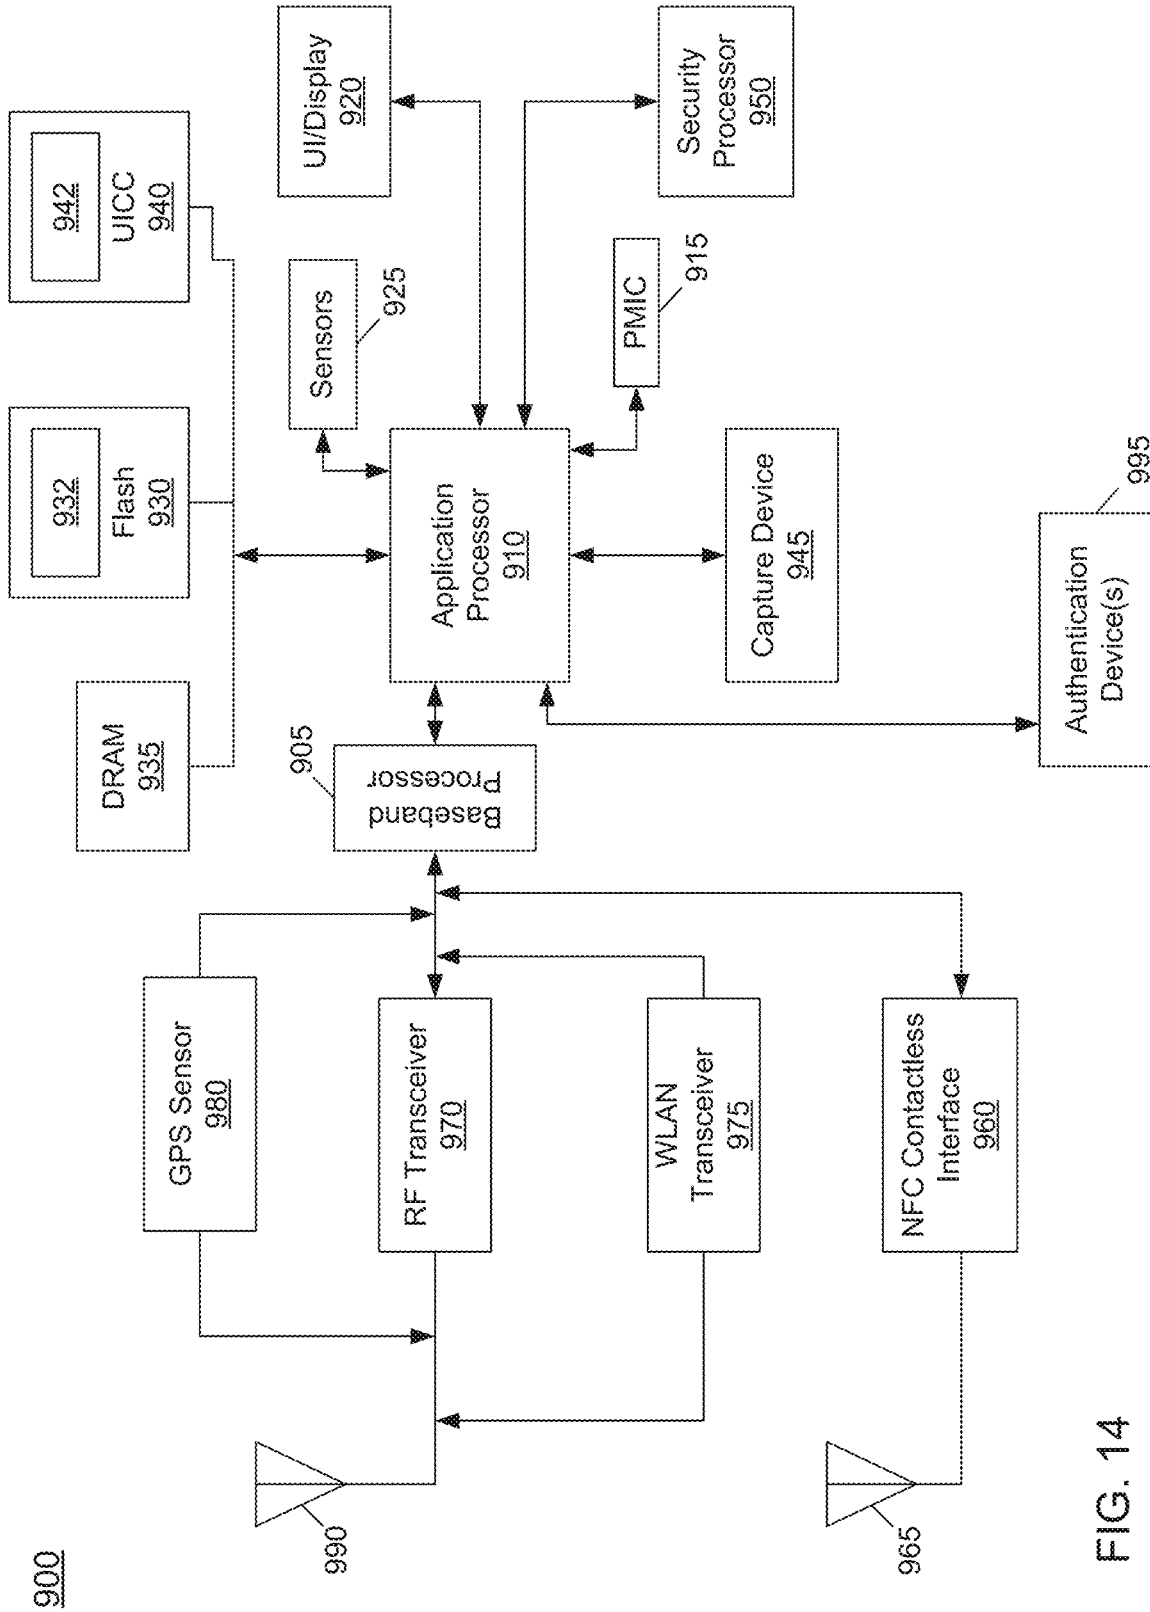 900
990
GPS Sensor
980
RF Transceiver
970
WLAN
Transceiver
975
NFC Contactless
Interface
960
965
DRAM
935
932
Flash
930
942
UICC
940
905
Baseband
Processor
Application
Processor
910
Sensors
925
UI/Display
920
Security
Processor
950
PMIC
915
Capture Device
945
Authentication
Device(s)
995
FIG. 14